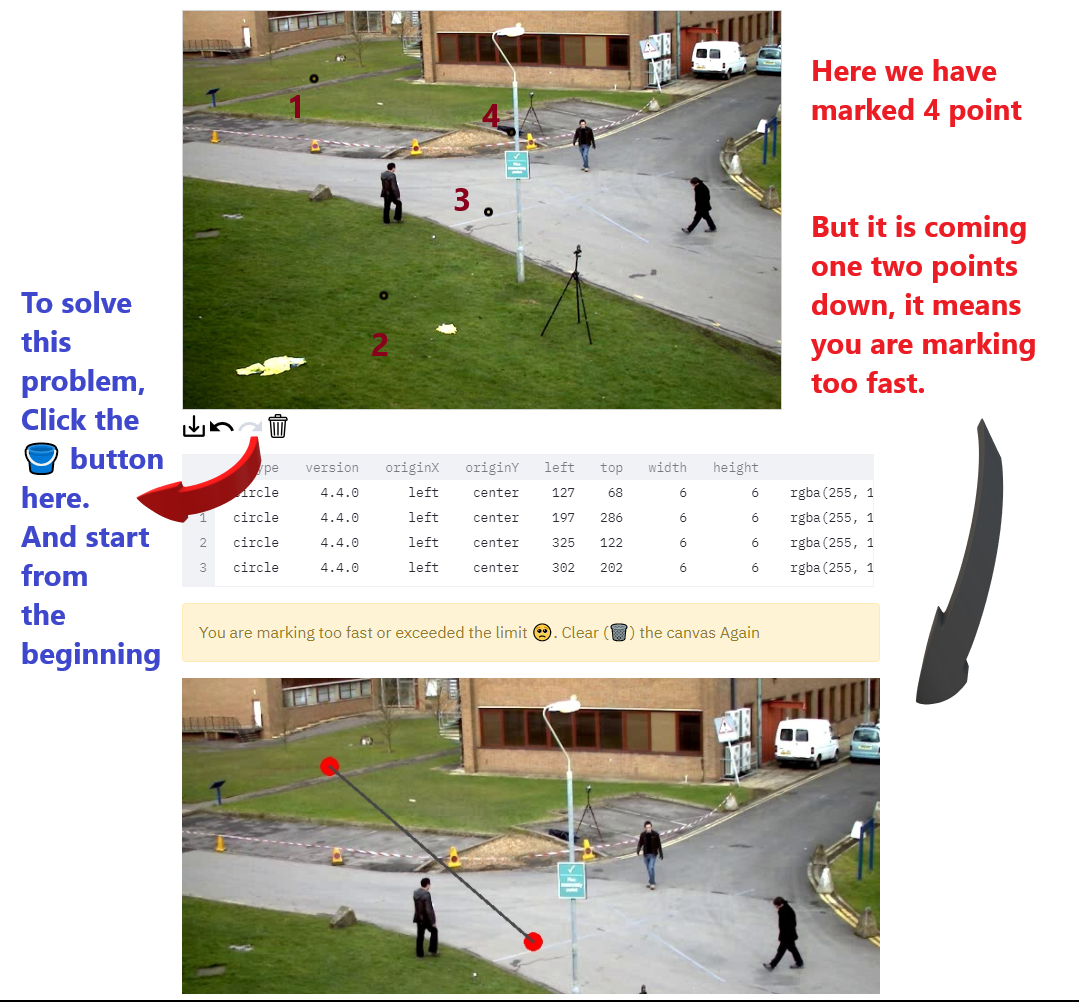 Here we have
marked 4 point
1
4
3
2
But it is coming
one two points
down, it means
you are marking
too fast.
To solve
this
problem,
Click the
🪣 button
here.
And start
from
the
beginning
version originX originY left top width height
circle 4.4.0 left center 127 68 6 6 rgba(255, 1
1 circle 4.4.0 left center 197 286 6 6 rgba(255, 1
2 circle 4.4.0 left center 325 122 6 6 rgba(255, 1
3 circle 4.4.0 left center 302 202 6 6 rgba(255, 1
You are marking too fast or exceeded the limit 🥺. Clear (🗑️) the canvas Again